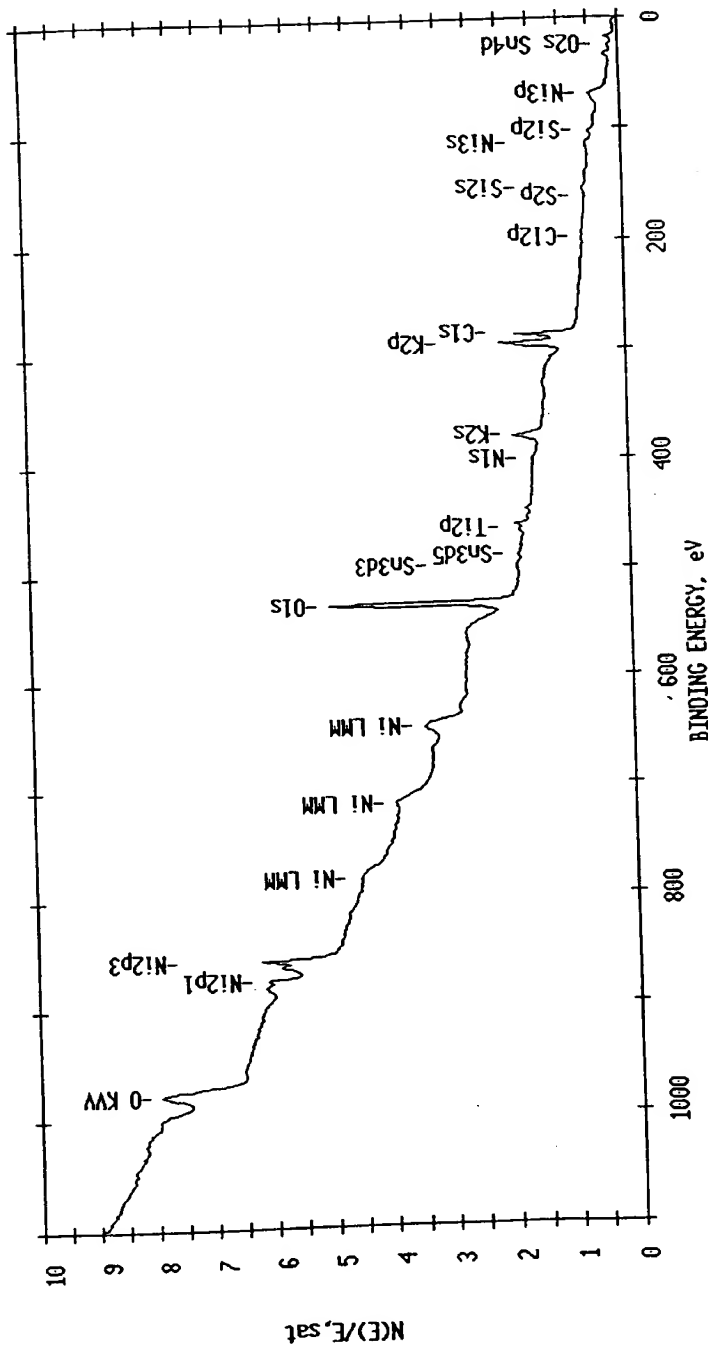 N(E)/E,sat
10
9
8
7
6
5
4
3
2
1
0
-O KVV
-Ni2p1
-Ni2p3
-Ni LMM
-Ni LMM
-Ni LMM
-O1s
-Sn3d3
-Sn3d5
-Ti2p
-N1s
-K2s
-K2p
-C1s
-Cl2p
-S2p
-Si2s
-Ni3s
-Si2p
-Ni3p
-O2s Sn4d
1000
800
600
400
200
0
BINDING ENERGY, eV